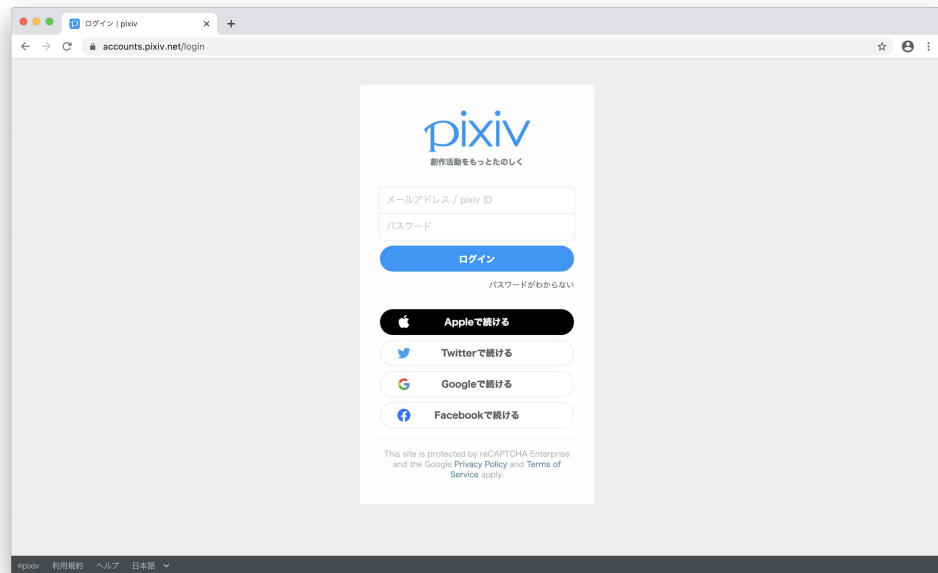 ログイン | pixiv
accounts.pixiv.net/login
pixiv
創作活動をもっとたのしく
メールアドレス / pixiv ID
パスワード
ログイン
パスワードがわからない
Appleで続ける
Twitterで続ける
Googleで続ける
Facebookで続ける
This site is protected by reCAPTCHA Enterprise
and the Google Privacy Policy and Terms of
Service apply.
©pixiv 利用規約 ヘルプ 日本語